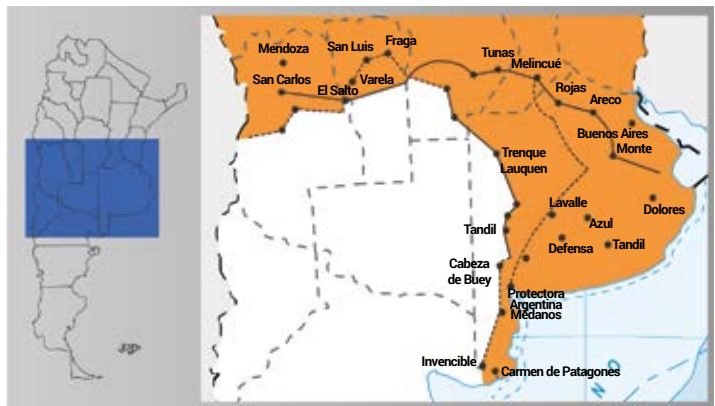 Mendoza
San Luis
Fraga
Tunas
Melincué
San Carlos
El Salto
Varela
Rojas
Areco
Buenos Aires
Monte
Trenque
Lauquen
Lavalle
Dolores
Azul
Tandil
Defensa
Tandil
Cabeza
de Buey
Protectora
Argentina
Médanos
Invencible
Carmen de Patagones
N O